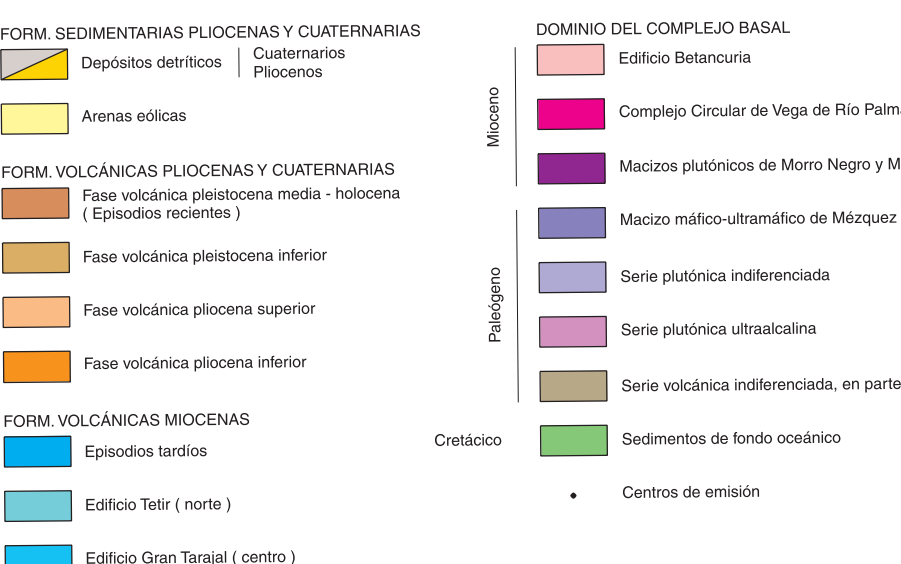 FORM. SEDIMENTARIAS PLIOCENAS Y CUATERNARIAS
Depósitos detríticos
Cuaternarios
Pliocenos
Arenas eólicas
FORM. VOLCÁNICAS PLIOCENAS Y CUATERNARIAS
Fase volcánica pleistocena media - holocena
( Episodios recientes )
Fase volcánica pleistocena inferior
Fase volcánica pliocena superior
Fase volcánica pliocena inferior
FORM. VOLCÁNICAS MIOCENAS
Episodios tardíos
Edificio Tetir ( norte )
Edificio Gran Tarajal ( centro )
DOMINIO DEL COMPLEJO BASAL
Mioceno
Edificio Betancuria
Complejo Circular de Vega de Río Palm
Macizos plutónicos de Morro Negro y M
Paleógeno
Macizo máfico-ultramáfico de Mézquez
Serie plutónica indiferenciada
Serie plutónica ultraalcalina
Serie volcánica indiferenciada, en parte
Cretácico
Sedimentos de fondo oceánico
Centros de emisión